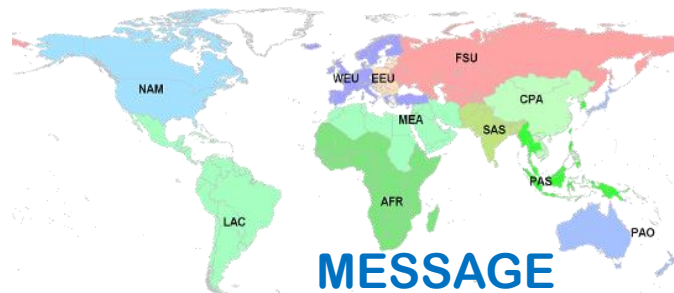 FSU
WEU EEU
NAM
CPA
MEA
SAS
PAS
AFR
LAC
PAO
MESSAGE